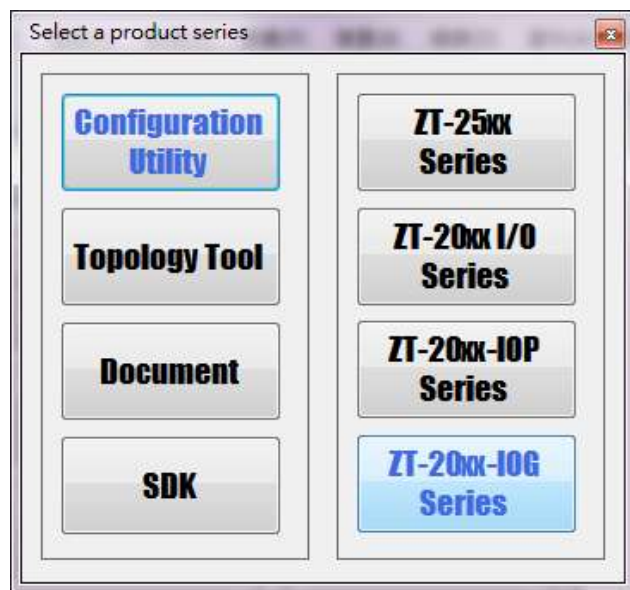 Select a product series
Configuration
Utility
Topology Tool
Document
SDK
ZT-25xx
Series
ZT-20xx I/O
Series
ZT-20xx-IOP
Series
ZT-20xx-IOG
Series